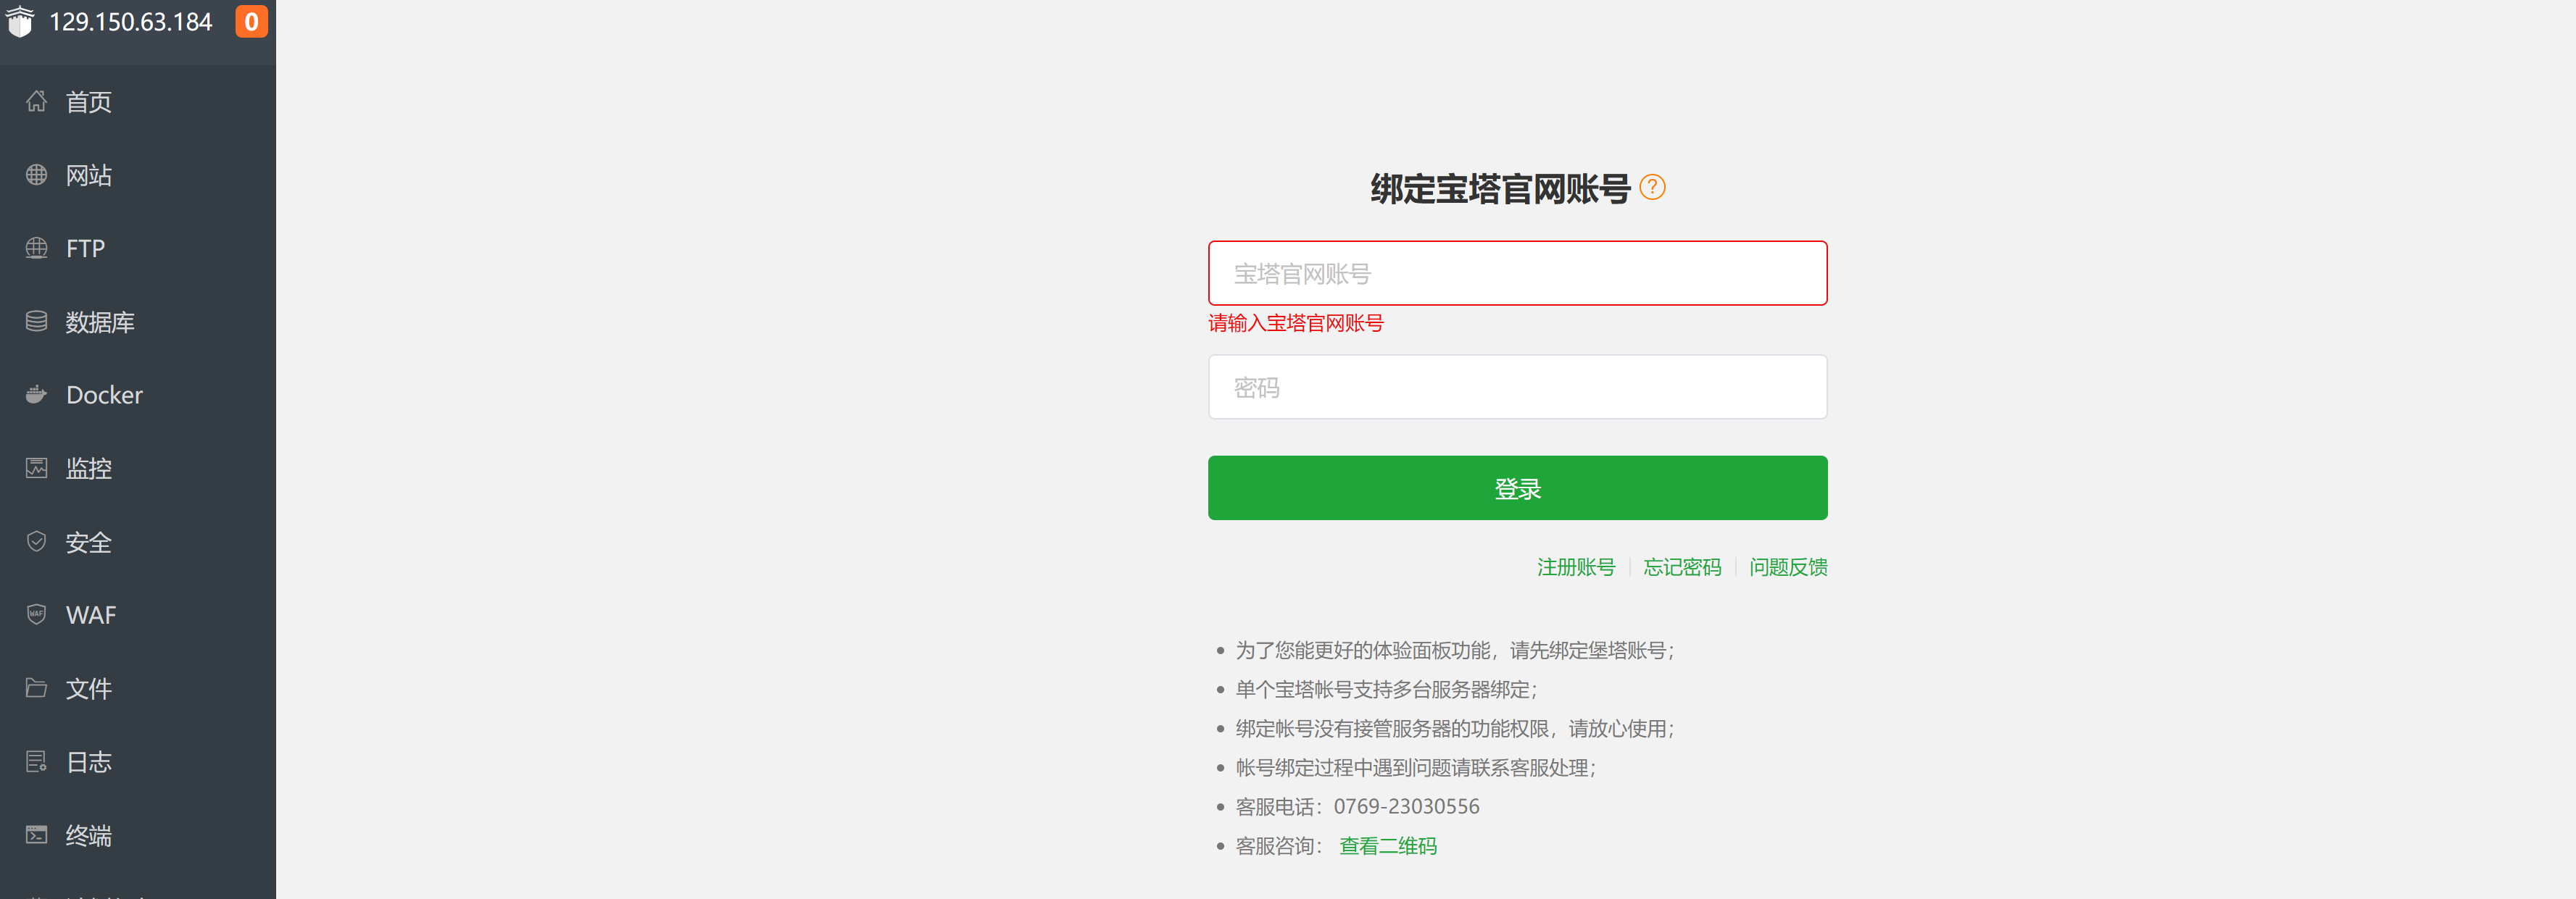 129.150.63.184 0
首页
网站
FTP
数据库
Docker
监控
安全
WAF
文件
日志
终端
绑定宝塔官网账号 ?
宝塔官网账号
请输入宝塔官网账号
密码
登录
注册账号 忘记密码 问题反馈
为了您能更好的体验面板功能，请先绑定堡塔账号；
单个宝塔帐号支持多台服务器绑定；
绑定帐号没有接管服务器的功能权限，请放心使用；
帐号绑定过程中遇到问题请联系客服处理；
客服电话：0769-23030556
客服咨询： 查看二维码